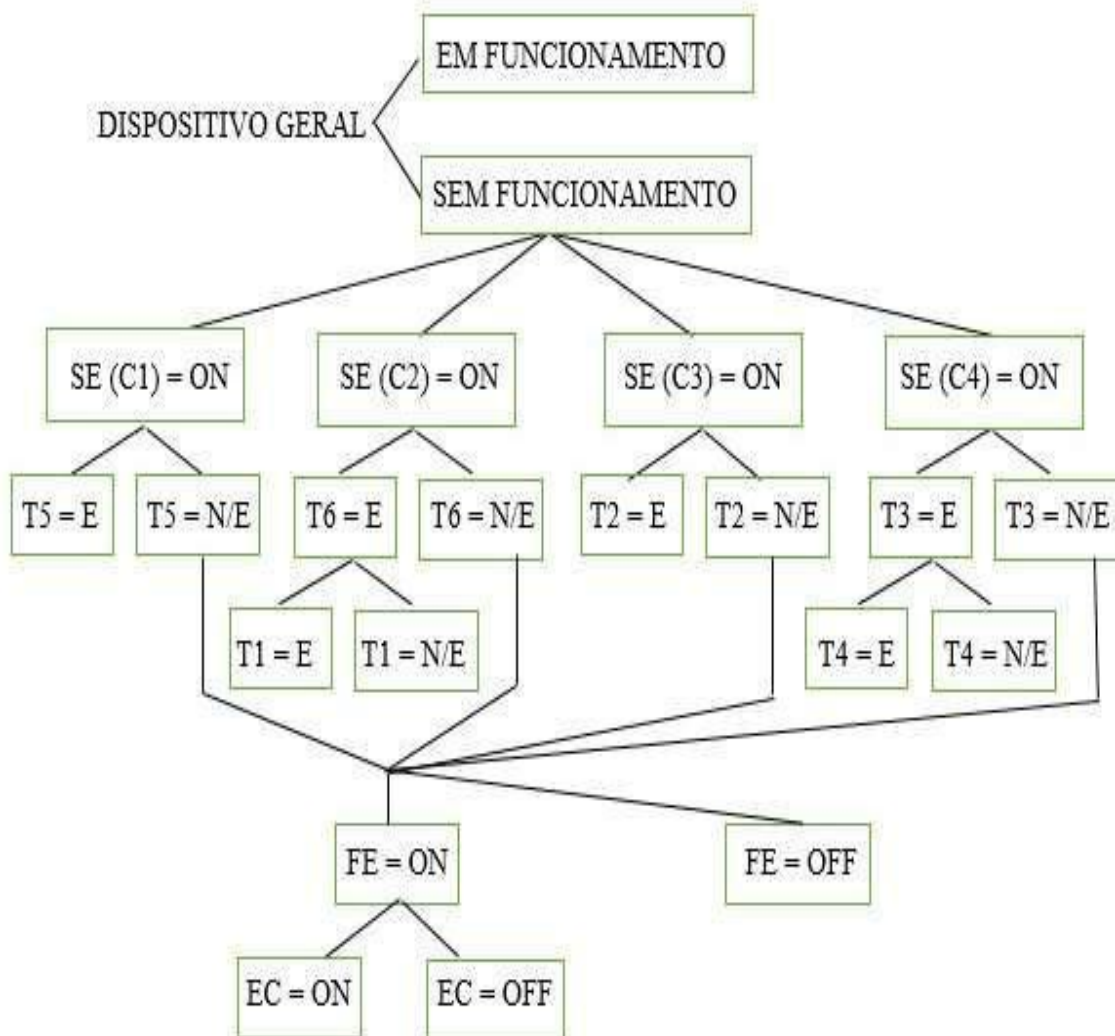 EM FUNCIONAMENTO
DISPOSITIVO GERAL
SEM FUNCIONAMENTO
SE (C1) = ON
SE (C2) = ON
SE (C3) = ON
SE (C4) = ON
T5 = E
T5 = N/E
T6 = E
T6 = N/E
T2 = E
T2 = N/E
T3 = E
T3 = N/E
T1 = E
T1 = N/E
T4 = E
T4 = N/E
FE = ON
FE = OFF
EC = ON
EC = OFF